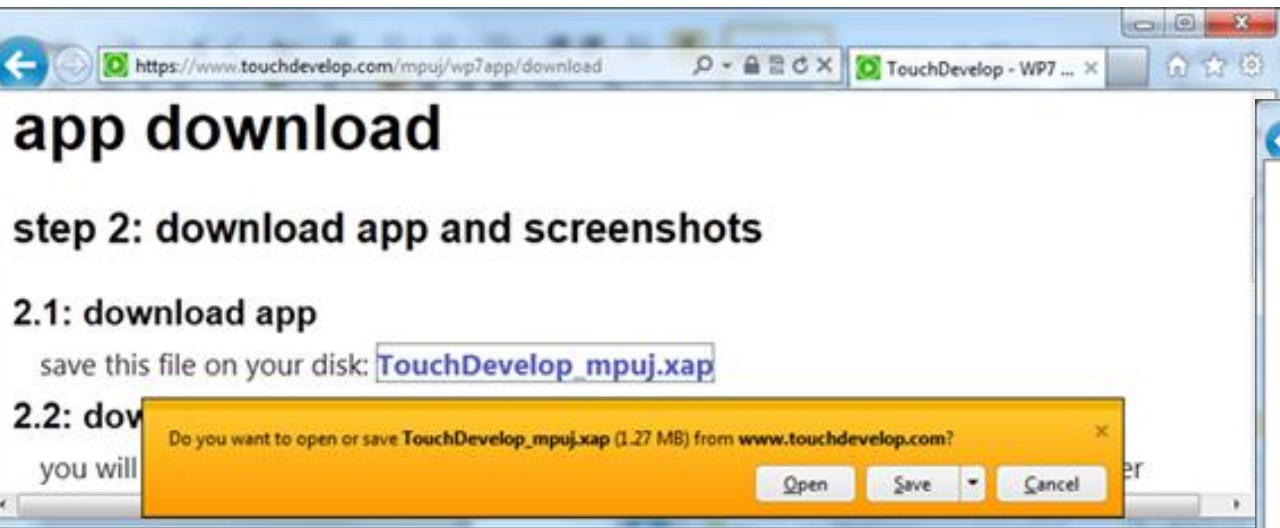 https://www.touchdevelop.com/mpuj/wp7app/download
TouchDevelop - WP7 ...
app download
step 2: download app and screenshots
2.1: download app
save this file on your disk: TouchDevelop_mpuj.xap
2.2: dow
Do you want to open or save TouchDevelop_mpuj.xap (1.27 MB) from www.touchdevelop.com?
you will
er
Open Save Cancel